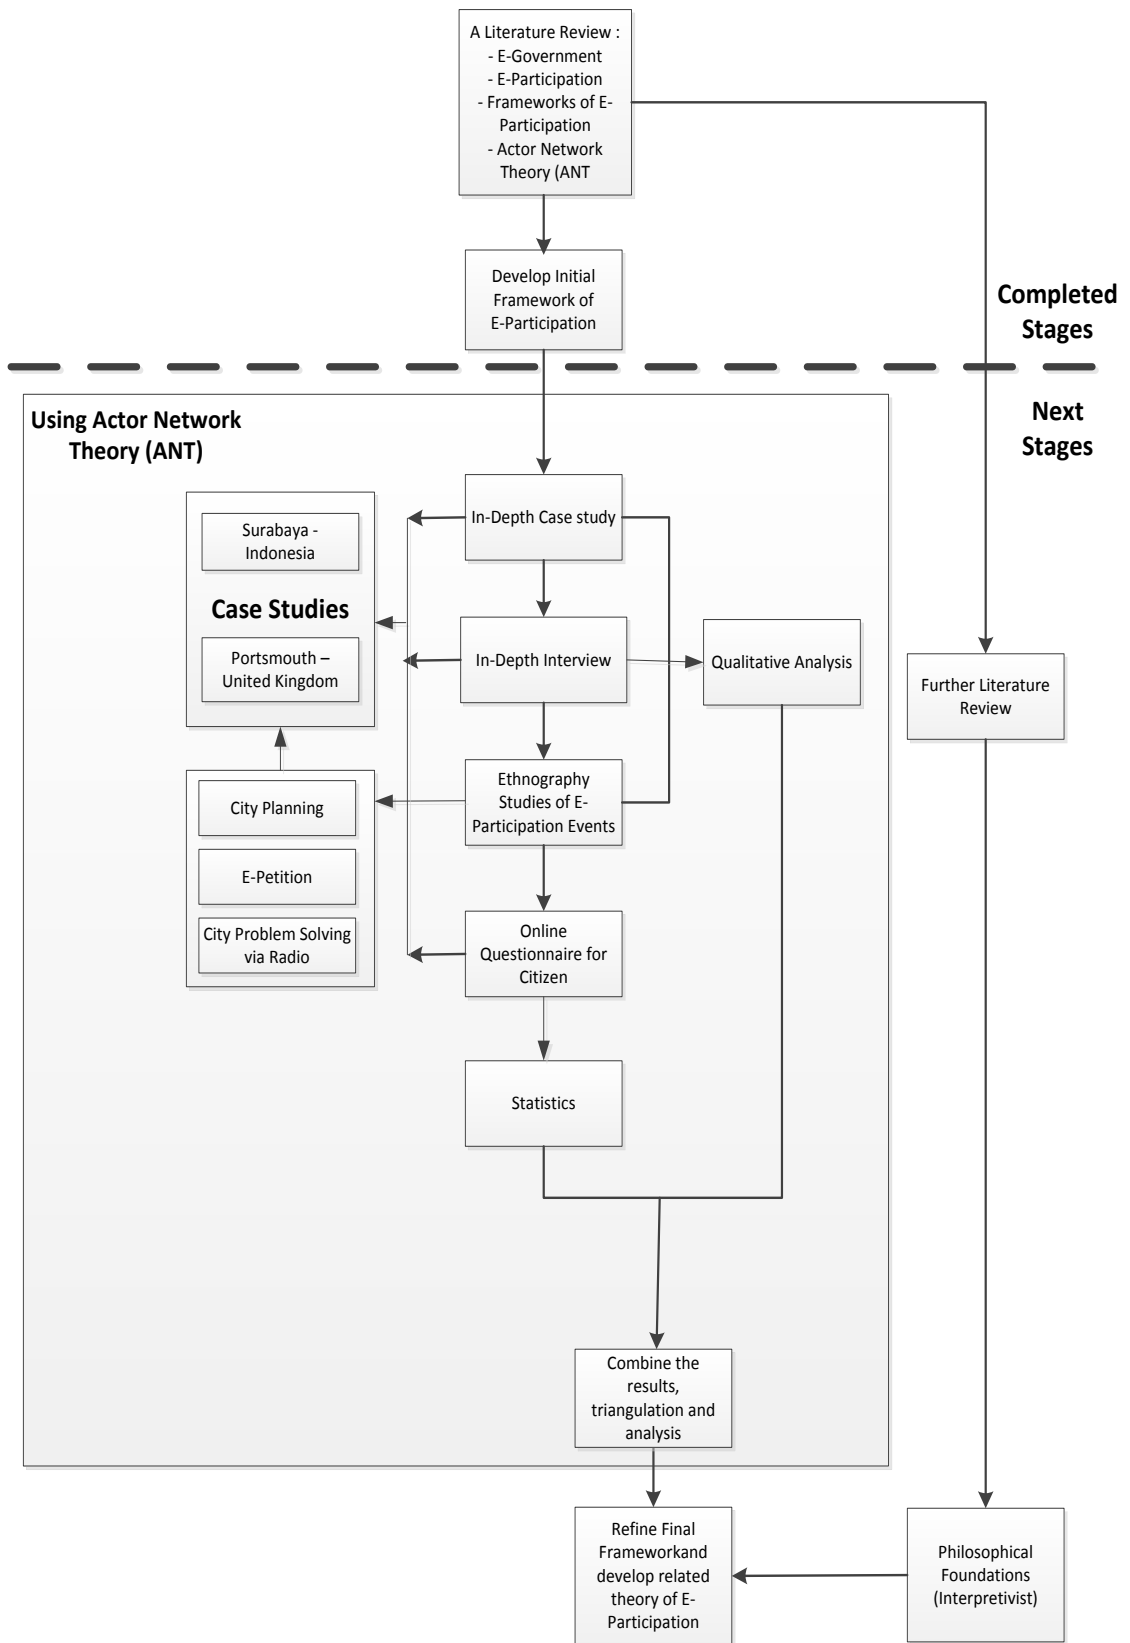 A Literature Review :
- E-Government
- E-Participation
- Frameworks of E-
Participation
- Actor Network
Theory (ANT
Develop Initial
Framework of
E-Participation
Completed
Stages
Next
Stages
Using Actor Network
Theory (ANT)
In-Depth Case study
Surabaya -
Indonesia
Case Studies
Portsmouth –
United Kingdom
In-Depth Interview
Qualitative Analysis
Further Literature
Review
Ethnography
Studies of E-
Participation Events
City Planning
E-Petition
City Problem Solving
via Radio
Online
Questionnaire for
Citizen
Statistics
Combine the
results,
triangulation and
analysis
Refine Final
Frameworkand
develop related
theory of E-
Participation
Philosophical
Foundations
(Interpretivist)